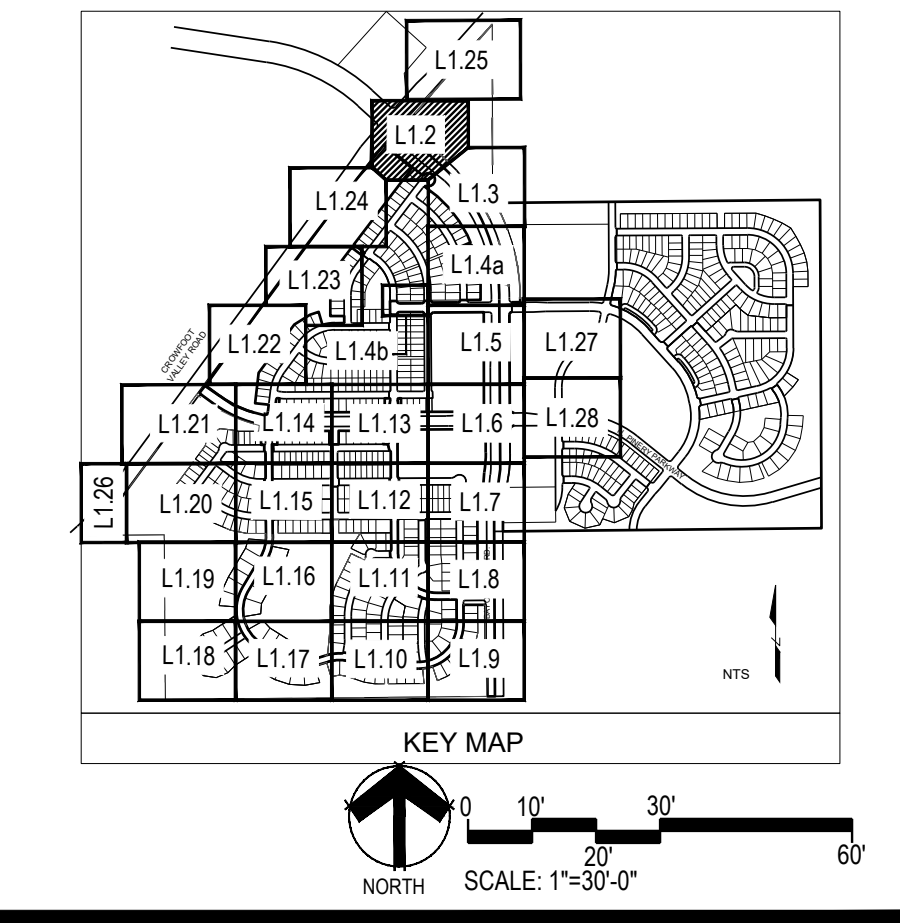 L1.25
L1.2
L1.3
L1.24
L1.4a
L1.23
CROWFOOT
VALLEY ROAD
L1.22
L1.4b
L1.5
L1.27
L1.21
L1.14
L1.13
L1.6
L1.28
PINERY PARKWAY
L1.26
L1.20
L1.15
L1.12
L1.7
L1.19
L1.16
L1.11
L1.8
L1.18
L1.17
L1.10
L1.9
NTS
KEY MAP
0 10' 30'
20' 60'
NORTH
SCALE: 1"=30'-0"